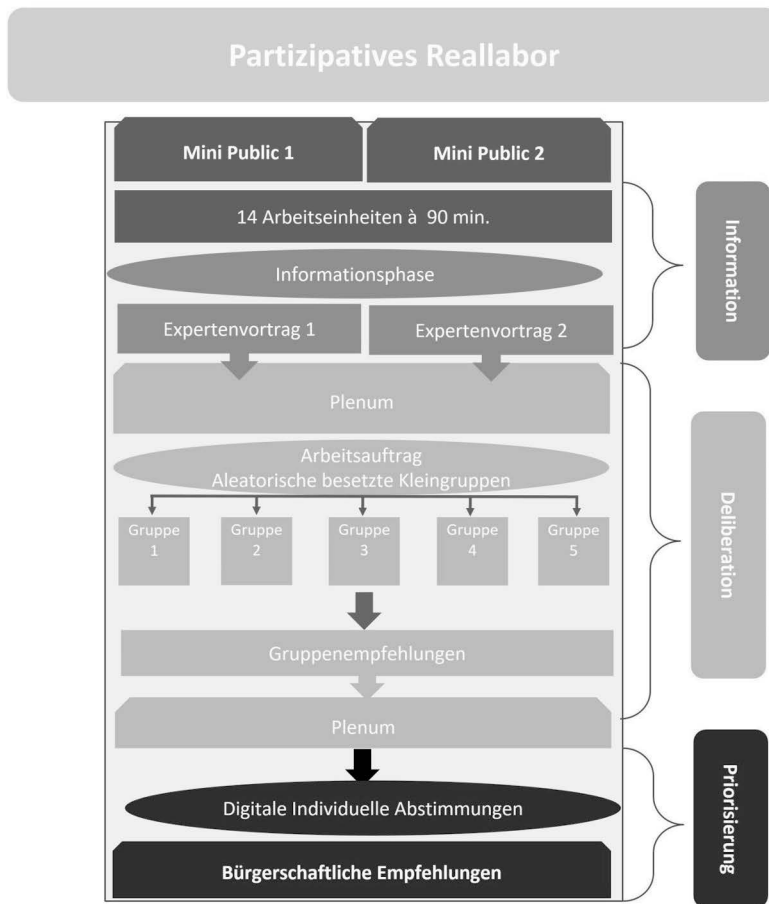 Partizipatives Reallabor
Mini Public 1
Mini Public 2
14 Arbeitseinheiten à 90 min.
Informationsphase
Expertenvortrag 1
Expertenvortrag 2
Information
Plenum
Arbeitsauftrag
Aleatorische besetzte Kleingruppen
Gruppe
1
Gruppe
2
Gruppe
3
Gruppe
4
Gruppe
5
Gruppenempfehlungen
Plenum
Deliberation
Digitale Individuelle Abstimmungen
Bürgerschaftliche Empfehlungen
Priorisierung